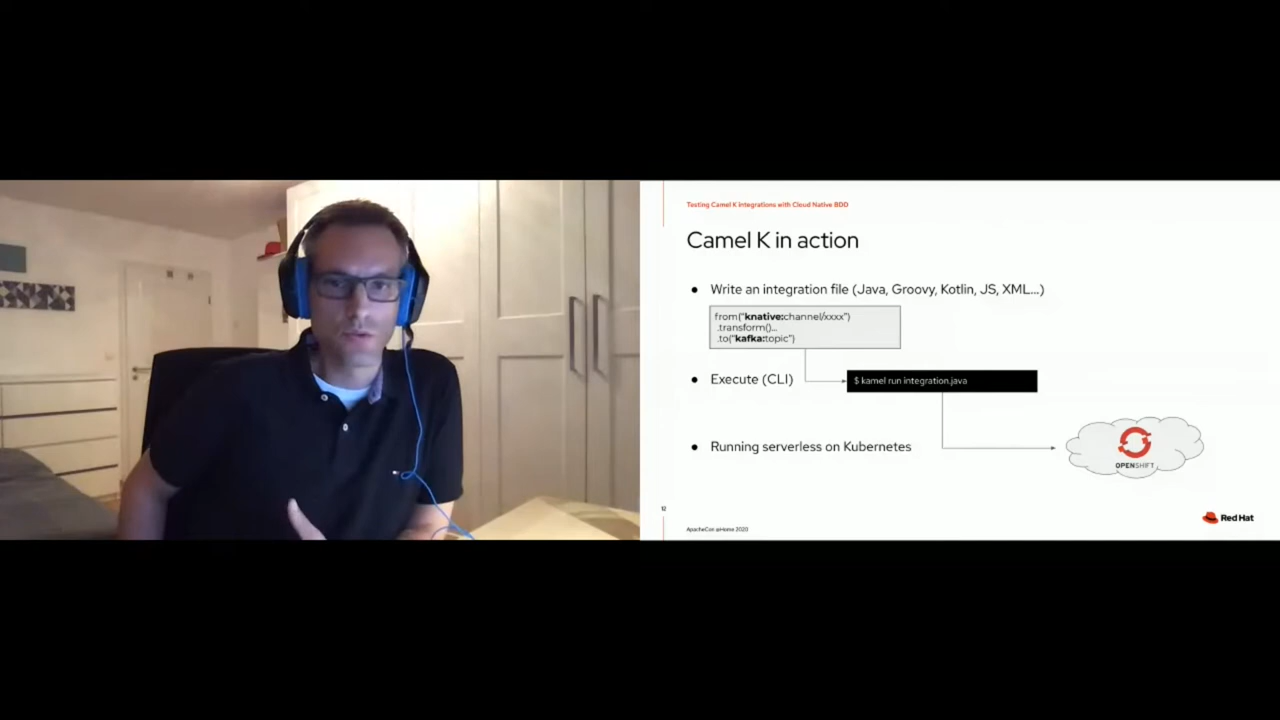 Testing Camel K integrations with Cloud Native BDD
Camel K in action
● Write an integration file (Java, Groovy, Kotlin, JS, XML...)
from("knative:channel/xxxx")
.transform()...
.to("kafka:topic")
● Execute (CLI)
$ kamel run integration.java
● Running serverless on Kubernetes
OPENSHIFT
12
Red Hat
ApacheCon @Home 2020